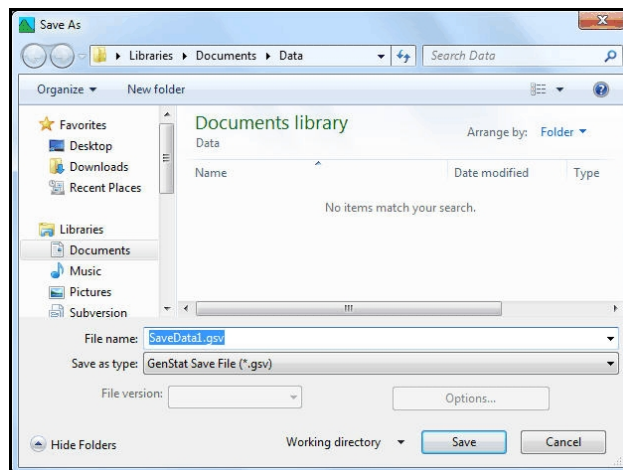 Save As
Libraries Documents Data Search Data
Organize New folder
Favorites
Desktop
Downloads
Recent Places
Libraries
Documents
Music
Pictures
Subversion
Documents library
Data
Arrange by: Folder
Name Date modified Type
No items match your search.
File name: SaveData1.gsv
Save as type: GenStat Save File (*.gsv)
File version: Options...
Hide Folders Working directory Save Cancel